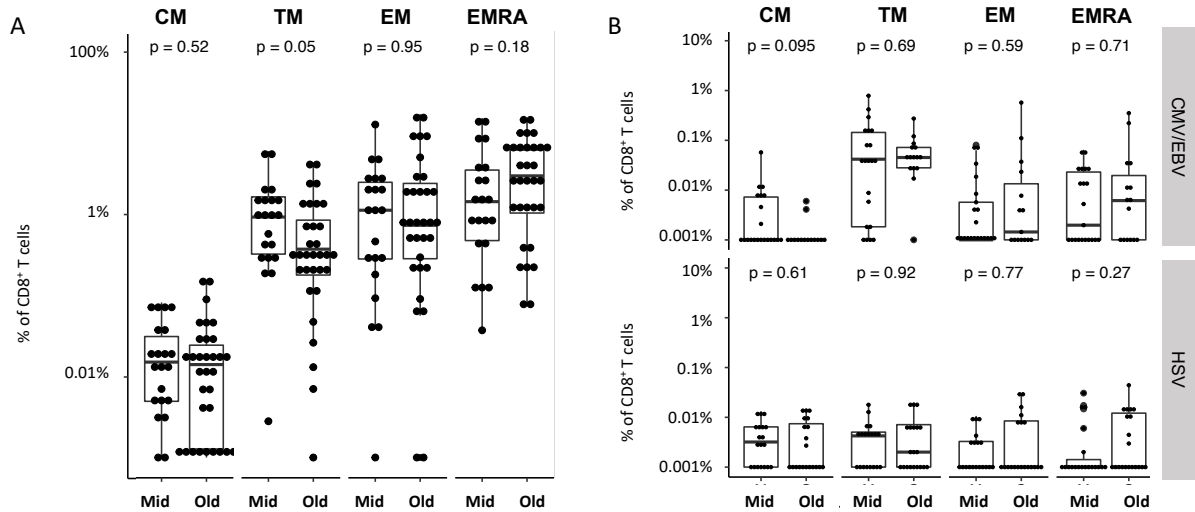 A
CM TM EM EMRA
p = 0.52 p = 0.05 p = 0.95 p = 0.18
% of CD8⁺ T cells
100%
1%
0.01%
Mid Old Mid Old Mid Old Mid Old
B
CM TM EM EMRA
p = 0.095 p = 0.69 p = 0.59 p = 0.71
% of CD8⁺ T cells
10%
1%
0.1%
0.01%
0.001%
CMV/EBV
p = 0.61 p = 0.92 p = 0.77 p = 0.27
% of CD8⁺ T cells
10%
1%
0.1%
0.01%
0.001%
HSV
Mid Old Mid Old Mid Old Mid Old